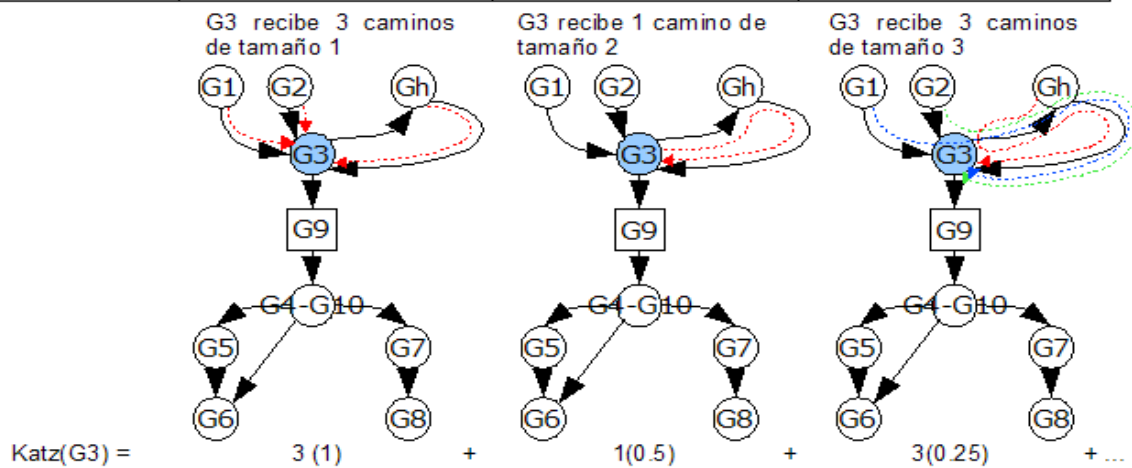 G3 recibe 3 caminos
de tamaño 1
G3 recibe 1 camino de
tamaño 2
G3 recibe 3 caminos
de tamaño 3
G1 G2 Gh
G1 G2 Gh
G1 G2 Gh
G3
G3
G3
G9
G9
G9
G4-G10
G4-G10
G4-G10
G5 G7
G5 G7
G5 G7
G6 G8
G6 G8
G6 G8
Katz(G3) = 3 (1) + 1(0.5) + 3(0.25) + ...